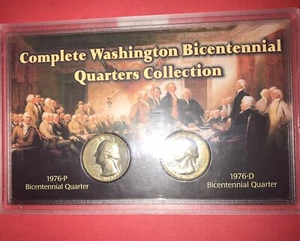 Complete Washington Bicentennial
Quarters Collection
1976-P
Bicentennial Quarter
1976-D
Bicentennial Quarter